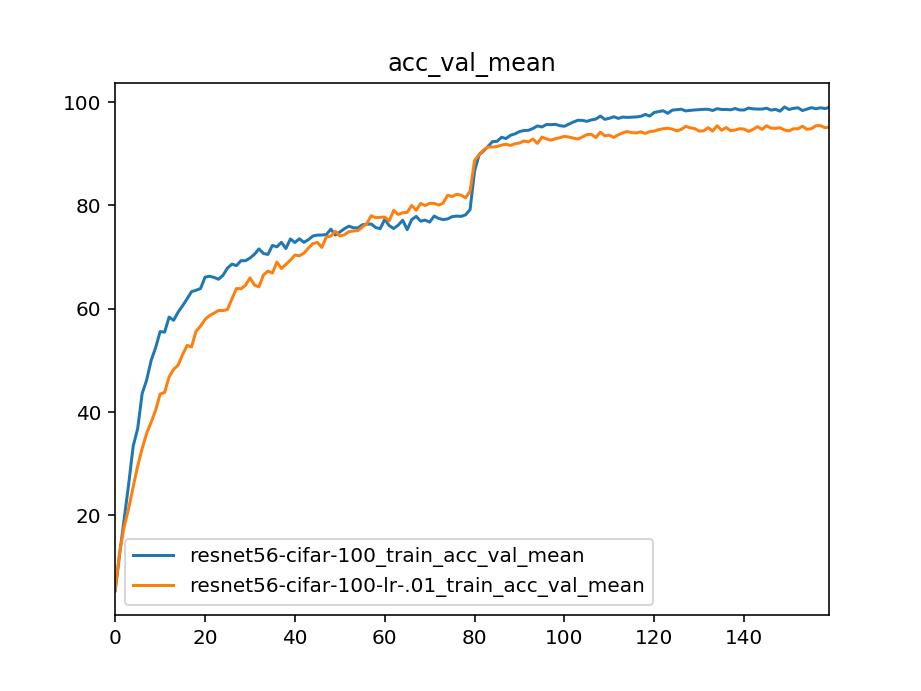 acc_val_mean
100
80
60
40
20
resnet56-cifar-100_train_acc_val_mean
resnet56-cifar-100-lr-.01_train_acc_val_mean
0 20 40 60 80 100 120 140